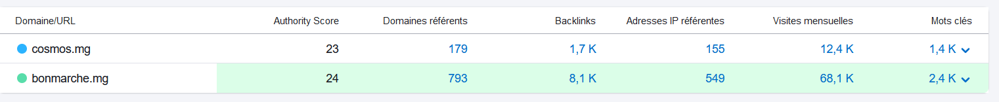 Domaine/URL Authority Score Domaines référents Backlinks Adresses IP référentes Visites mensuelles Mots clés
cosmos.mg 23 179 1,7 K 155 12,4 K 1,4 K
bonmarche.mg 24 793 8,1 K 549 68,1 K 2,4 K